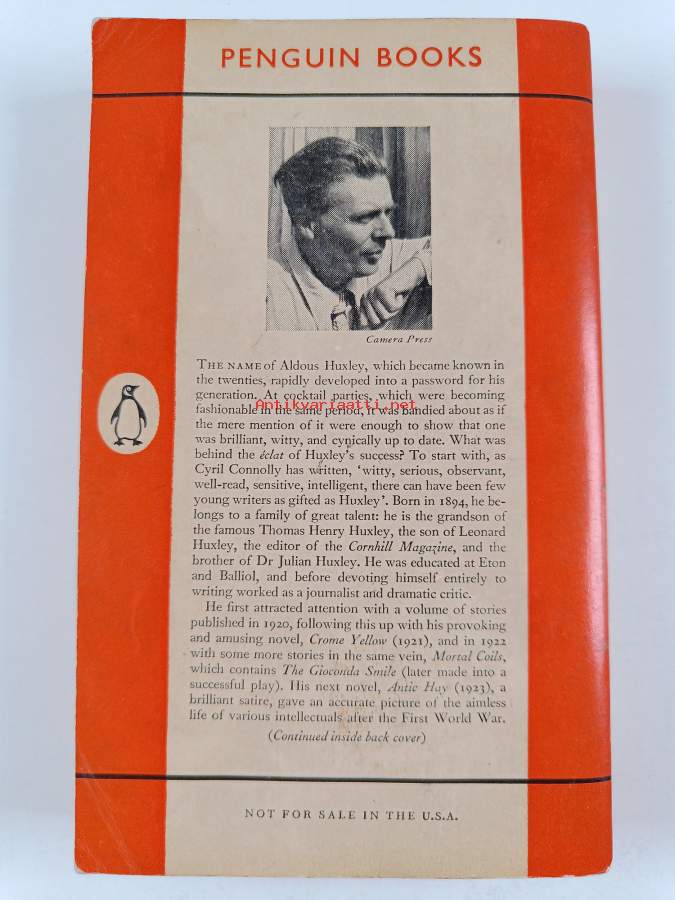 PENGUIN BOOKS
Camera Press
THE NAME of Aldous Huxley, which became known in
the twenties, rapidly developed into a password for his
generation. At cocktail parties, which were becoming
Antikvariaatti.net
fashionable in the same period, it was bandied about as if
the mere mention of it were enough to show that one
was brilliant, witty, and cynically up to date. What was
behind the éclat of Huxley's success? To start with, as
Cyril Connolly has written, 'witty, serious, observant,
well-read, sensitive, intelligent, there can have been few
young writers as gifted as Huxley'. Born in 1894, he be-
longs to a family of great talent: he is the grandson of
the famous Thomas Henry Huxley, the son of Leonard
Huxley, the editor of the Cornhill Magazine, and the
brother of Dr Julian Huxley. He was educated at Eton
and Balliol, and before devoting himself entirely to
writing worked as a journalist and dramatic critic.
He first attracted attention with a volume of stories
published in 1920, following this up with his provoking
and amusing novel, Crome Yellow (1921), and in 1922
with some more stories in the same vein, Mortal Coils,
which contains The Gioconda Smile (later made into a
successful play). His next novel, Antic Hay (1923), a
brilliant satire, gave an accurate picture of the aimless
life of various intellectuals after the First World War.
(Continued inside back cover)
NOT FOR SALE IN THE U.S.A.